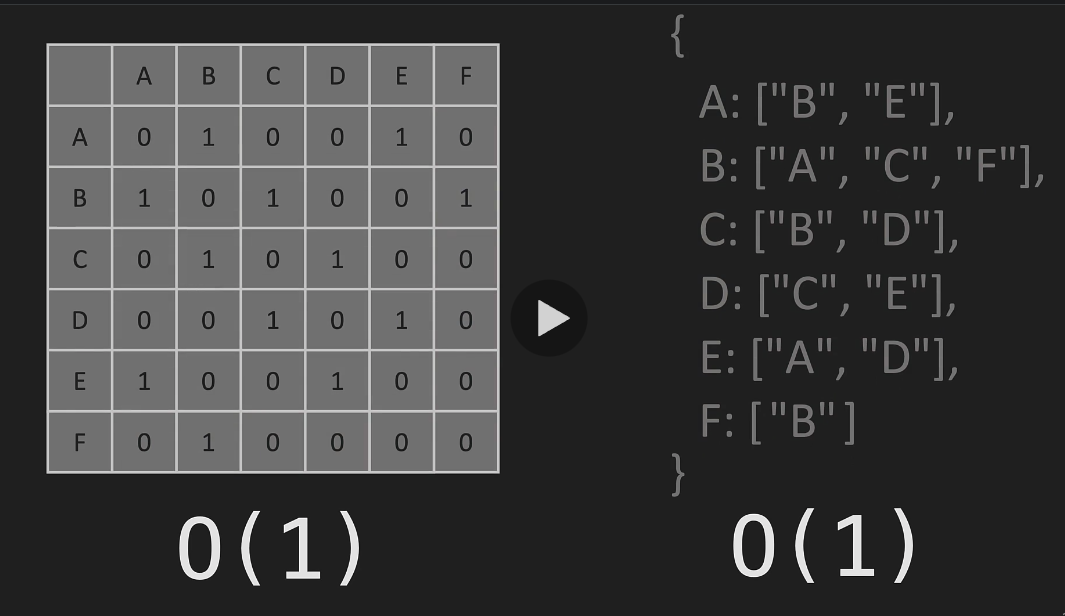 A B C D E F
A 0 1 0 0 1 0
B 1 0 1 0 0 1
C 0 1 0 1 0 0
D 0 0 1 0 1 0
E 1 0 0 1 0 0
F 0 1 0 0 0 0
O(1)
{
A: ["B", "E"],
B: ["A", "C", "F"],
C: ["B", "D"],
D: ["C", "E"],
E: ["A", "D"],
F: ["B"]
}
O(1)